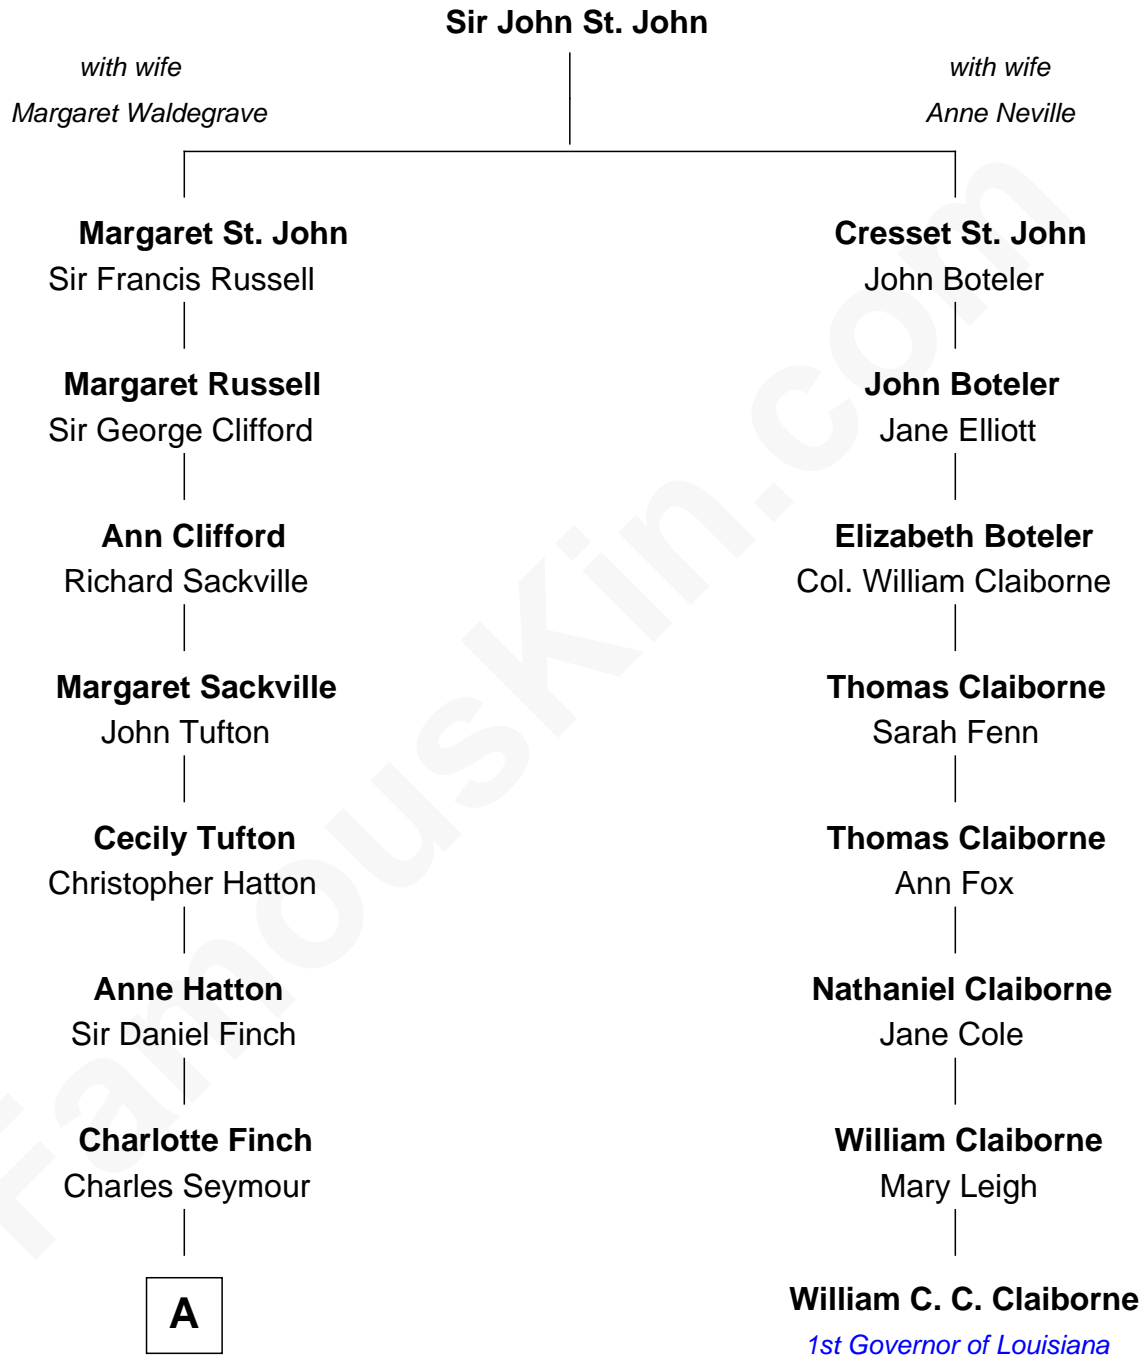 Sir John St. John
with wife
Margaret Waldegrave
with wife
Anne Neville
Margaret St. John
Sir Francis Russell
Margaret Russell
Sir George Clifford
Ann Clifford
Richard Sackville
Margaret Sackville
John Tufton
Cecily Tufton
Christopher Hatton
Anne Hatton
Sir Daniel Finch
Charlotte Finch
Charles Seymour
A
Cresset St. John
John Boteler
John Boteler
Jane Elliott
Elizabeth Boteler
Col. William Claiborne
Thomas Claiborne
Sarah Fenn
Thomas Claiborne
Ann Fox
Nathaniel Claiborne
Jane Cole
William Claiborne
Mary Leigh
William C. C. Claiborne
1st Governor of Louisiana
FamousKin.com